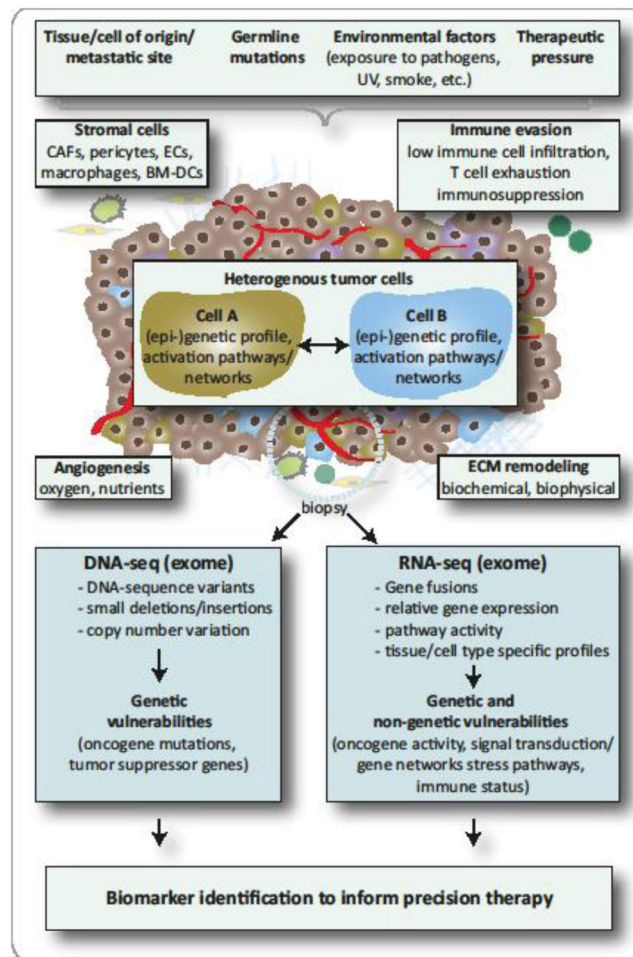 Tissue/cell of origin/
metastatic site
Germline
mutations
Environmental factors
(exposure to pathogens,
UV, smoke, etc.)
Therapeutic
pressure
Stromal cells
CAFs, pericytes, ECs,
macrophages, BM-DCs
Immune evasion
low immune cell infiltration,
T cell exhaustion
immunosuppression
Heterogenous tumor cells
Cell A
(epi-)genetic profile,
activation pathways/
networks
Cell B
(epi-)genetic profile,
activation pathways/
networks
Angiogenesis
oxygen, nutrients
ECM remodeling
biochemical, biophysical
biopsy
DNA-seq (exome)
- DNA-sequence variants
- small deletions/insertions
- copy number variation
Genetic
vulnerabilities
(oncogene mutations,
tumor suppressor genes)
RNA-seq (exome)
- Gene fusions
- relative gene expression
- pathway activity
- tissue/cell type specific profiles
Genetic and
non-genetic vulnerabilities
(oncogene activity, signal transduction/
gene networks stress pathways,
immune status)
Biomarker identification to inform precision therapy